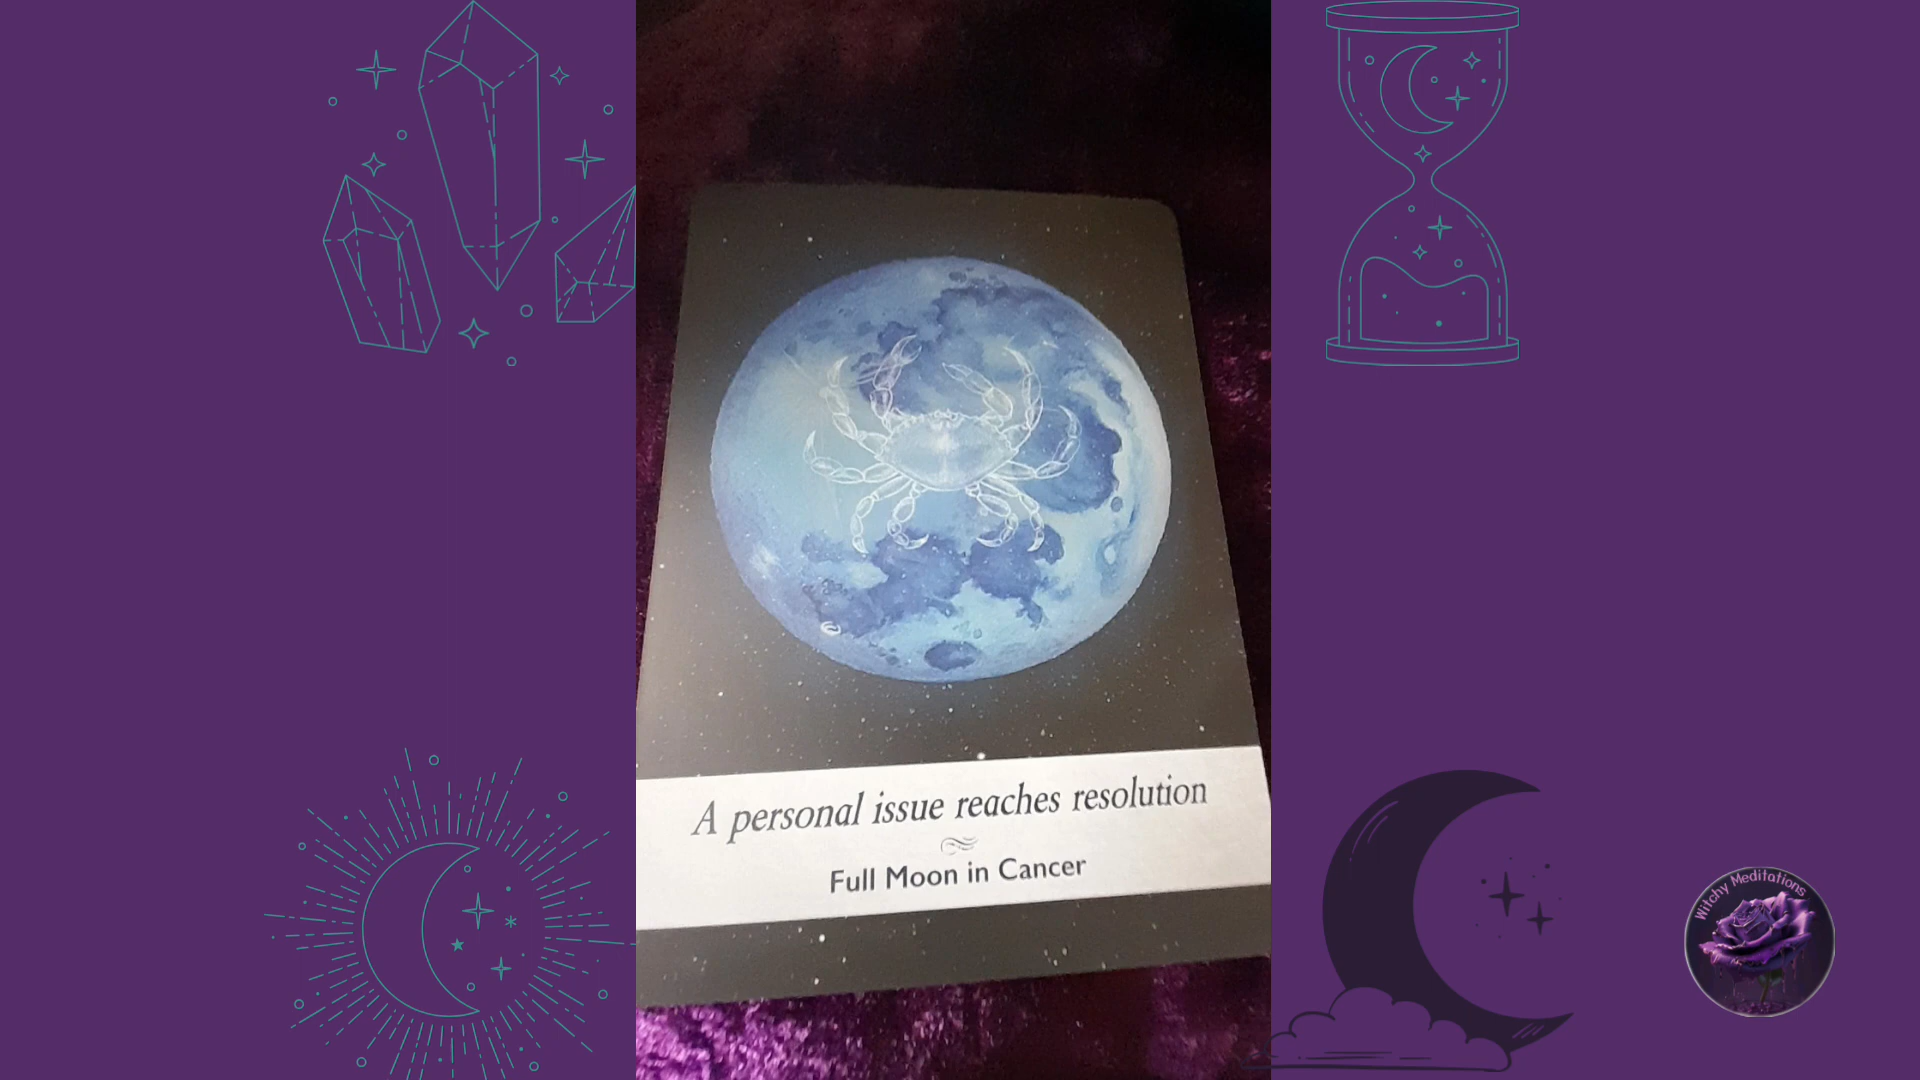 A personal issue reaches resolution
Full Moon in Cancer
Witchy Meditations